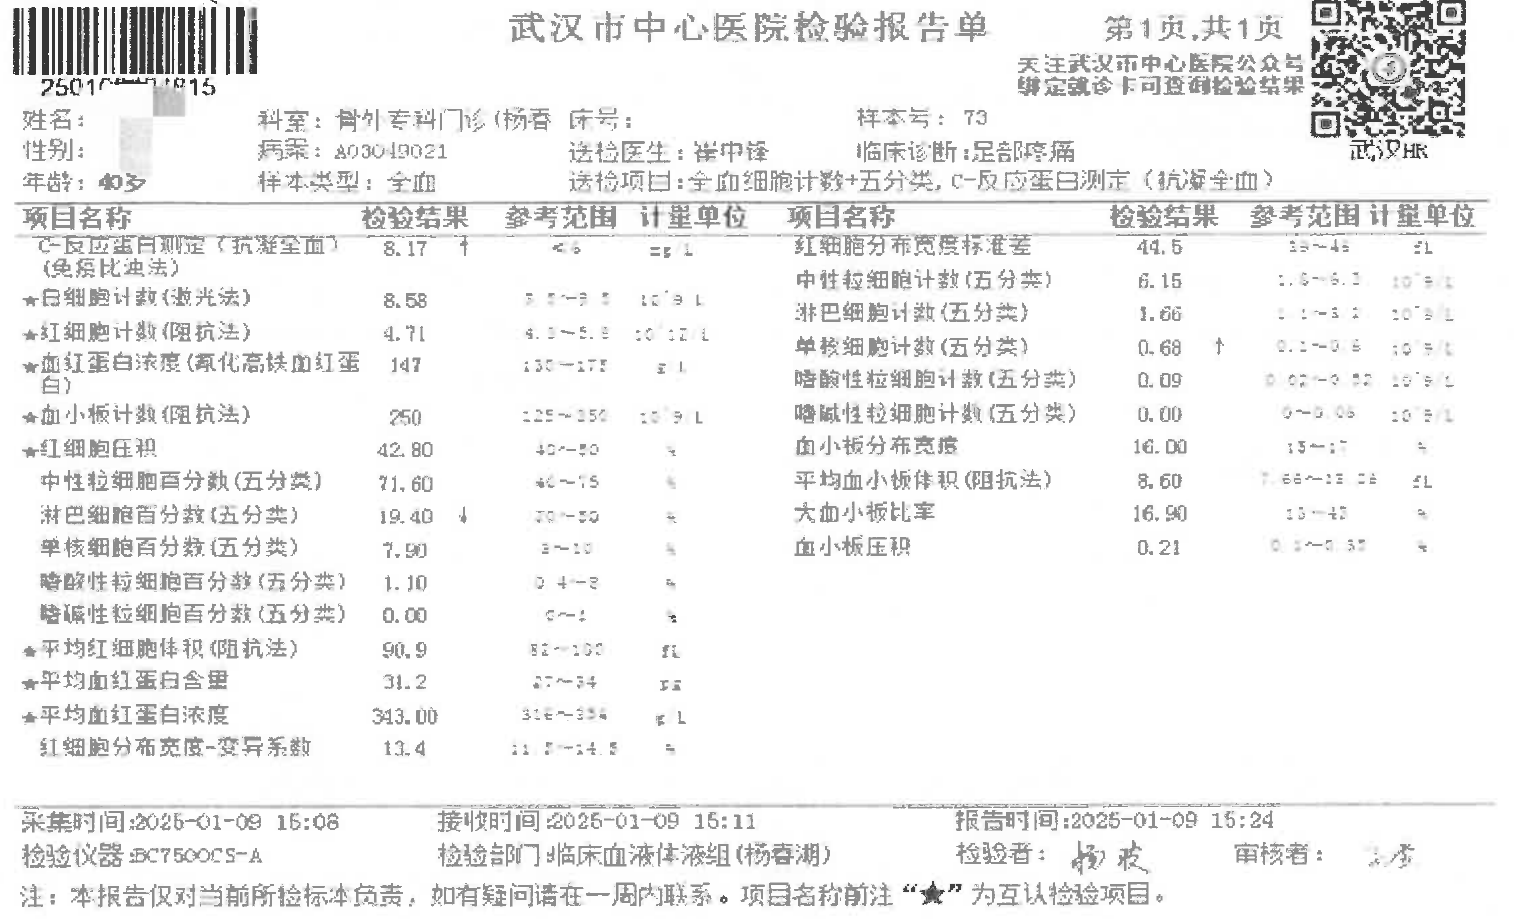 武汉市中心医院检验报告单
第1页,共1页
关注武汉市中心医院公众号
绑定就诊卡可查询检验结果
武汉HR
姓名: 科室: 骨外专科门诊(杨春 床号: 样本号: 73
性别: 病案: A03049021 送检医生:崔中锋 临床诊断:足部疼痛
年龄: 40岁 样本类型: 全血 送检项目:全血细胞计数+五分类, C-反应蛋白测定 (抗凝全血)
项目名称 检验结果 参考范围 计量单位 项目名称 检验结果 参考范围 计量单位
C-反应蛋白测定 (抗凝全血) 8.17 ↑ mg/L
(免疫比浊法)
★白细胞计数(激光法) 8.58
★红细胞计数(阻抗法) 4.71
★血红蛋白浓度(氰化高铁血红蛋 147 130~175 g/L
白)
★血小板计数(阻抗法) 250 125~350 10^9/L
★红细胞压积 42.80 40~50 %
中性粒细胞百分数(五分类) 71.60 40~75 %
淋巴细胞百分数(五分类) 19.40 ↓ 20~50 %
单核细胞百分数(五分类) 7.90 3~10 %
嗜酸性粒细胞百分数(五分类) 1.10 0.4~8 %
嗜碱性粒细胞百分数(五分类) 0.00 0~1 %
★平均红细胞体积(阻抗法) 90.9 82~100 fL
★平均血红蛋白含量 31.2 27~34 pg
★平均血红蛋白浓度 343.00 316~354 g/L
红细胞分布宽度-变异系数 13.4 11.5~14.5 %
红细胞分布宽度标准差 44.5 fL
中性粒细胞计数(五分类) 6.15 1.8~6.3 10^9/L
淋巴细胞计数(五分类) 1.66 1.1~3.2 10^9/L
单核细胞计数(五分类) 0.68 ↑ 0.1~0.6 10^9/L
嗜酸性粒细胞计数(五分类) 0.09 0.02~0.52 10^9/L
嗜碱性粒细胞计数(五分类) 0.00 0~0.06 10^9/L
血小板分布宽度 16.00 15~17 %
平均血小板体积(阻抗法) 8.60 fL
大血小板比率 16.90 13~43 %
血小板压积 0.21 %
采集时间:2025-01-09 15:08 接收时间:2025-01-09 15:11 报告时间:2025-01-09 15:24
检验仪器:BC7500CS-A 检验部门:临床血液体液组(杨春湖) 检验者: 审核者:
注: 本报告仅对当前所检标本负责, 如有疑问请在一周内联系。项目名称前注 “★” 为互认检验项目。